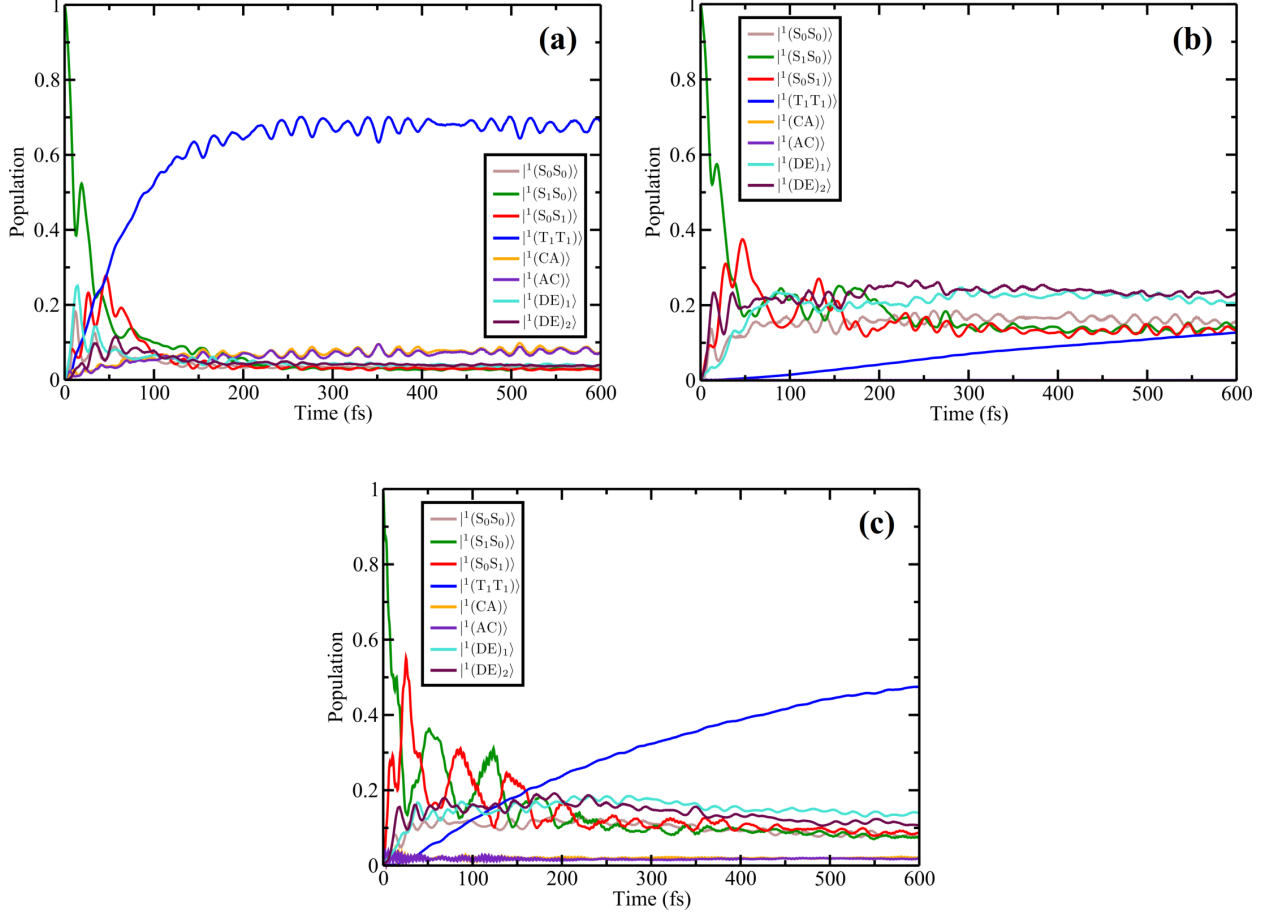 (a)
Population
1
0.8
0.6
0.4
0.2
0
|¹(S₀S₀)⟩
|¹(S₁S₀)⟩
|¹(S₀S₁)⟩
|¹(T₁T₁)⟩
|¹(CA)⟩
|¹(AC)⟩
|¹(DE)₁⟩
|¹(DE)₂⟩
0 100 200 300 400 500 600
Time (fs)
(b)
Population
1
0.8
0.6
0.4
0.2
0
|¹(S₀S₀)⟩
|¹(S₁S₀)⟩
|¹(S₀S₁)⟩
|¹(T₁T₁)⟩
|¹(CA)⟩
|¹(AC)⟩
|¹(DE)₁⟩
|¹(DE)₂⟩
0 100 200 300 400 500 600
Time (fs)
(c)
Population
1
0.8
0.6
0.4
0.2
0
|¹(S₀S₀)⟩
|¹(S₁S₀)⟩
|¹(S₀S₁)⟩
|¹(T₁T₁)⟩
|¹(CA)⟩
|¹(AC)⟩
|¹(DE)₁⟩
|¹(DE)₂⟩
0 100 200 300 400 500 600
Time (fs)